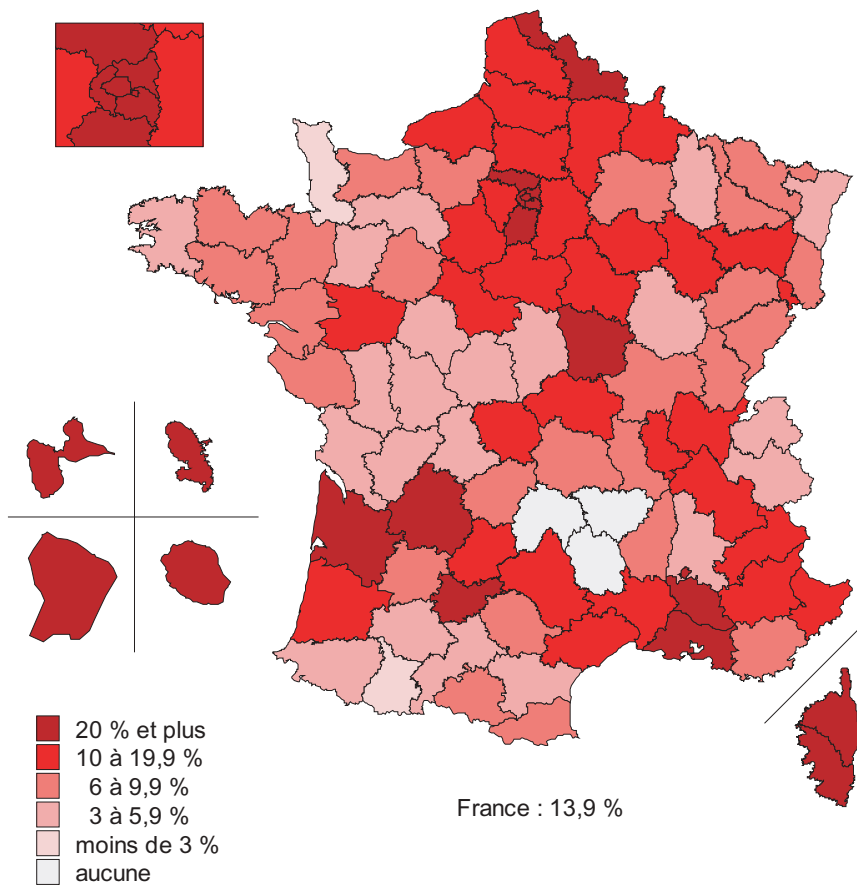 20 % et plus
10 à 19,9 %
6 à 9,9 %
3 à 5,9 %
moins de 3 %
aucune
France : 13,9 %